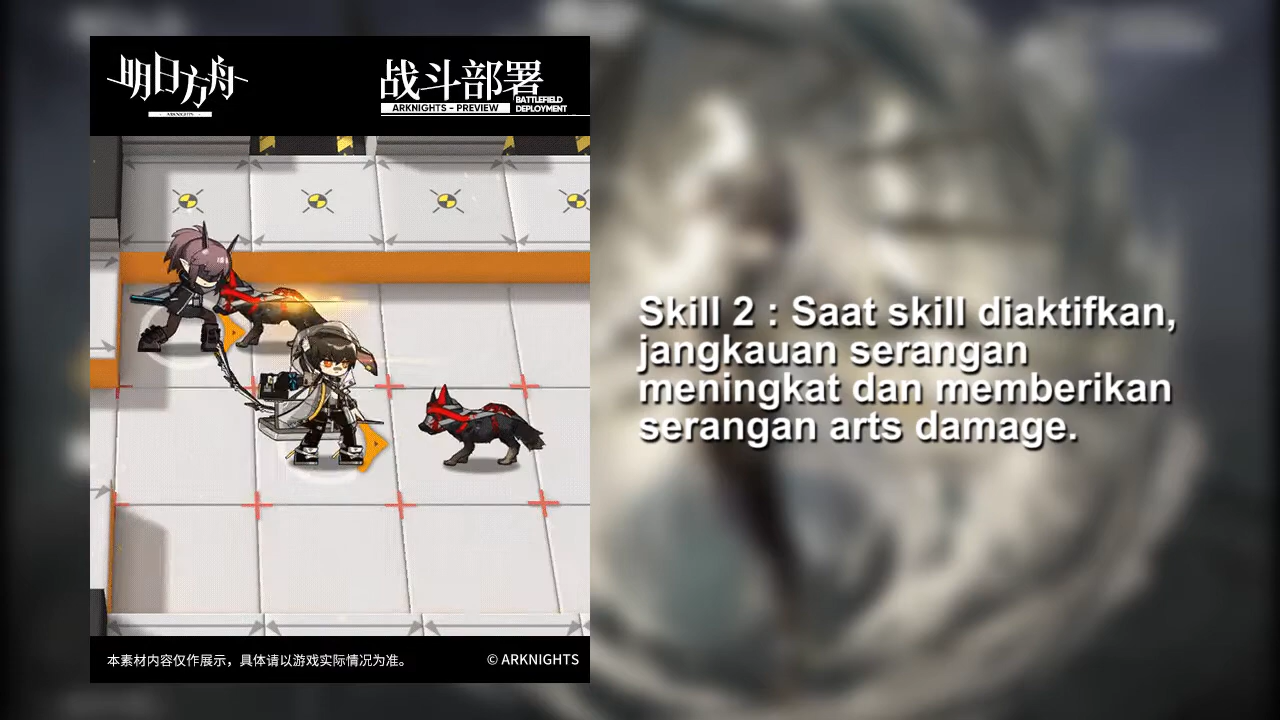 明日方舟
ARKNIGHTS
战斗部署
ARKNIGHTS - PREVIEW
BATTLEFIELD
DEPLOYMENT
Skill 2 : Saat skill diaktifkan,
jangkauan serangan
meningkat dan memberikan
serangan arts damage.
本素材内容仅作展示，具体请以游戏实际情况为准。
© ARKNIGHTS